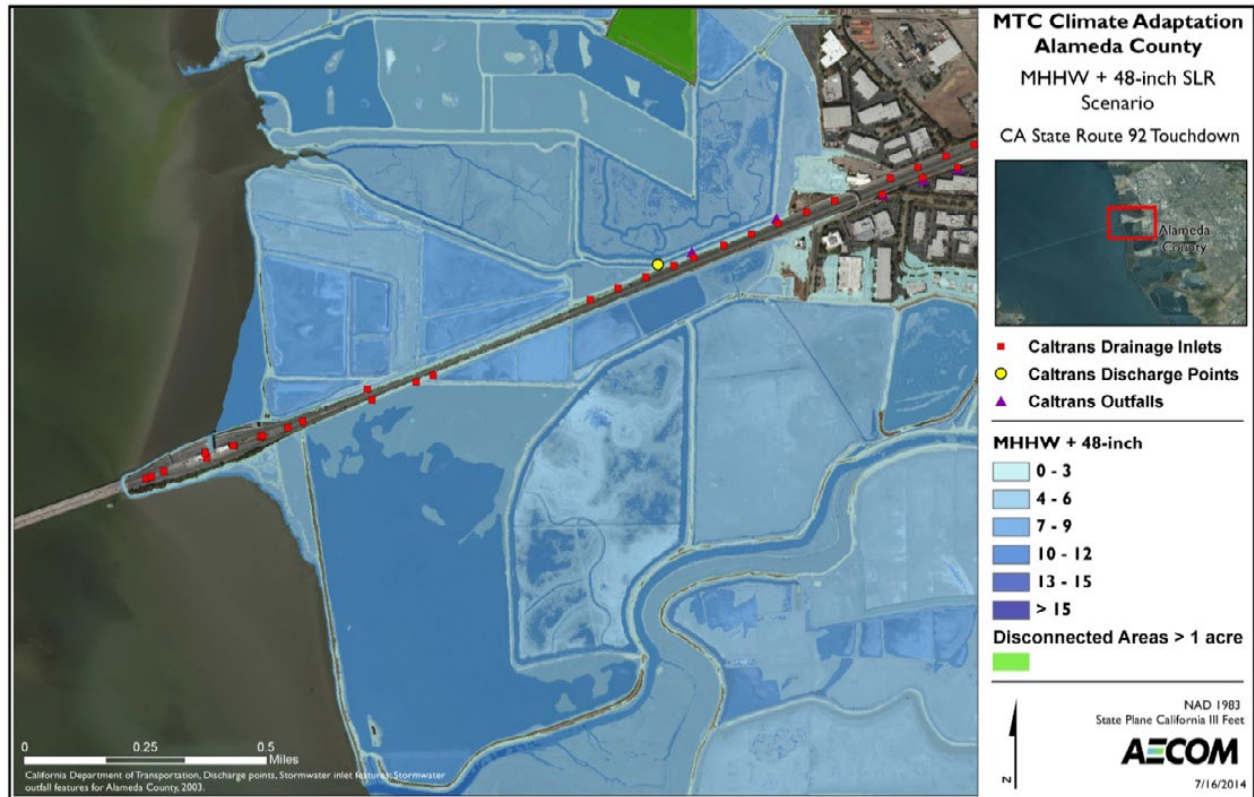 MTC Climate Adaptation
Alameda County
MHHW + 48-inch SLR
Scenario
CA State Route 92 Touchdown
Alameda
County
Caltrans Drainage Inlets
Caltrans Discharge Points
Caltrans Outfalls
MHHW + 48-inch
0 - 3
4 - 6
7 - 9
10 - 12
13 - 15
> 15
Disconnected Areas > 1 acre
NAD 1983
State Plane California III Feet
AECOM
7/16/2014
N
0 0.25 0.5
Miles
California Department of Transportation, Discharge points, Stormwater inlet features, Stormwater
outfall features for Alameda County, 2003.